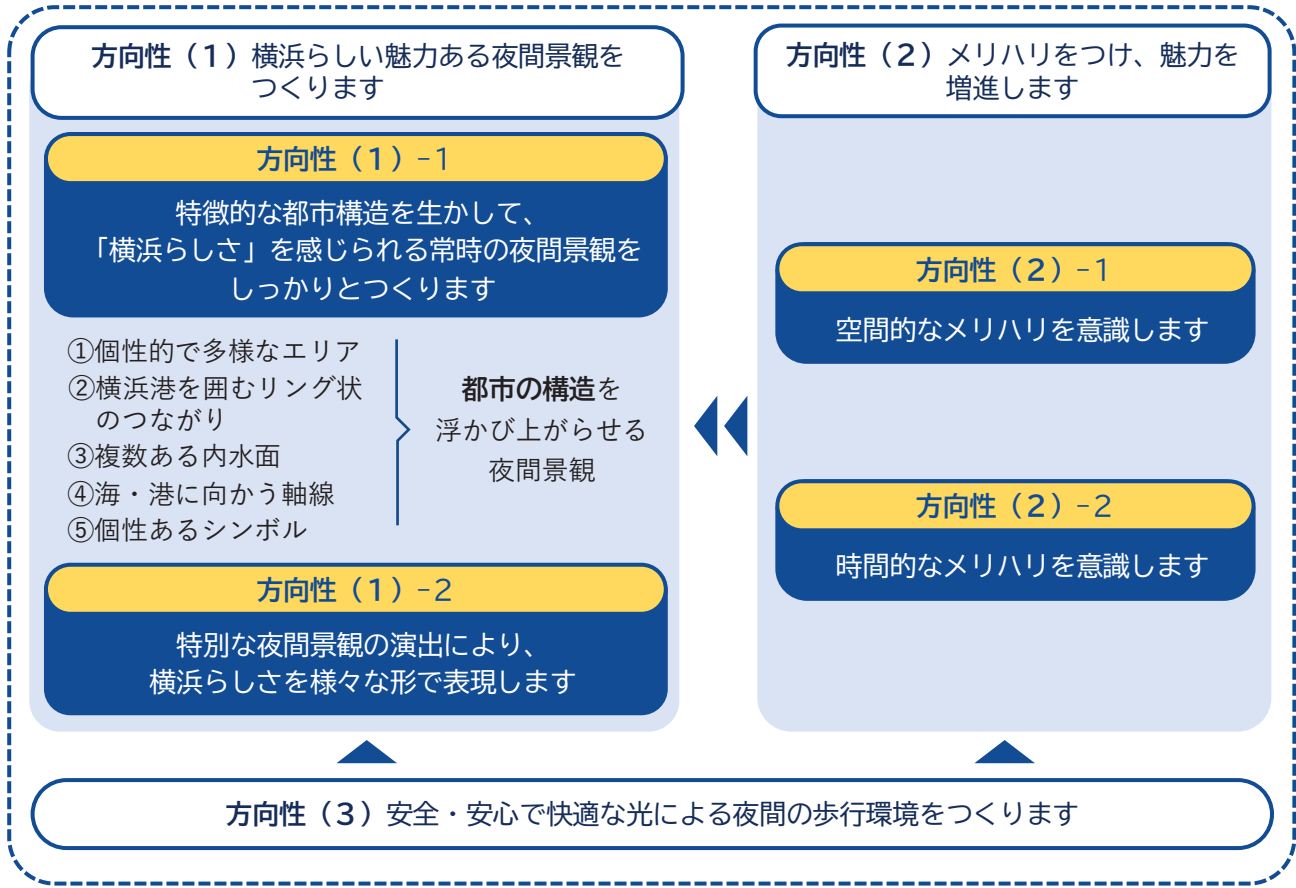 方向性（1）横浜らしい魅力ある夜間景観を
つくります
方向性（1）-1
特徴的な都市構造を生かして、
「横浜らしさ」を感じられる常時の夜間景観を
しっかりとつくります
①個性的で多様なエリア
②横浜港を囲むリング状
のつながり
③複数ある内水面
④海・港に向かう軸線
⑤個性あるシンボル
都市の構造を
浮かび上がらせる
夜間景観
方向性（1）-2
特別な夜間景観の演出により、
横浜らしさを様々な形で表現します
方向性（2）メリハリをつけ、魅力を
増進します
方向性（2）-1
空間的なメリハリを意識します
方向性（2）-2
時間的なメリハリを意識します
方向性（3）安全・安心で快適な光による夜間の歩行環境をつくります